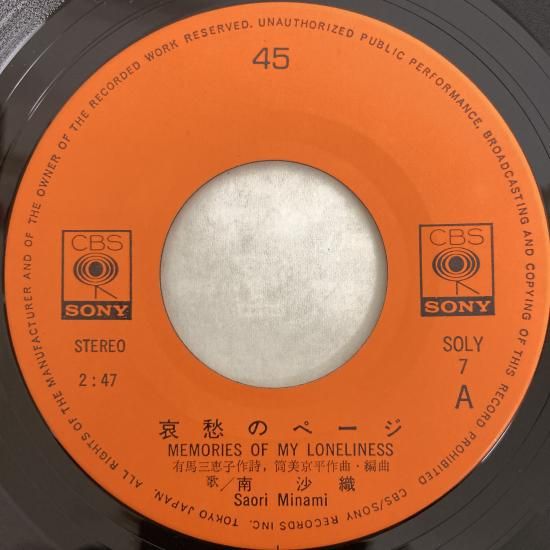 ALL RIGHTS OF THE MANUFACTURER AND OF THE OWNER OF THE RECORDED WORK RESERVED. UNAUTHORIZED PUBLIC PERFORMANCE, BROADCASTING AND COPYING OF THIS RECORD PROHIBITED
CBS/SONY RECORDS INC. TOKYO JAPAN.
45
CBS
SONY
CBS
SONY
STEREO
2:47
SOLY
7
A
哀愁のページ
MEMORIES OF MY LONELINESS
有馬三恵子作詩,筒美京平作曲・編曲
歌/南 沙織
Saori Minami